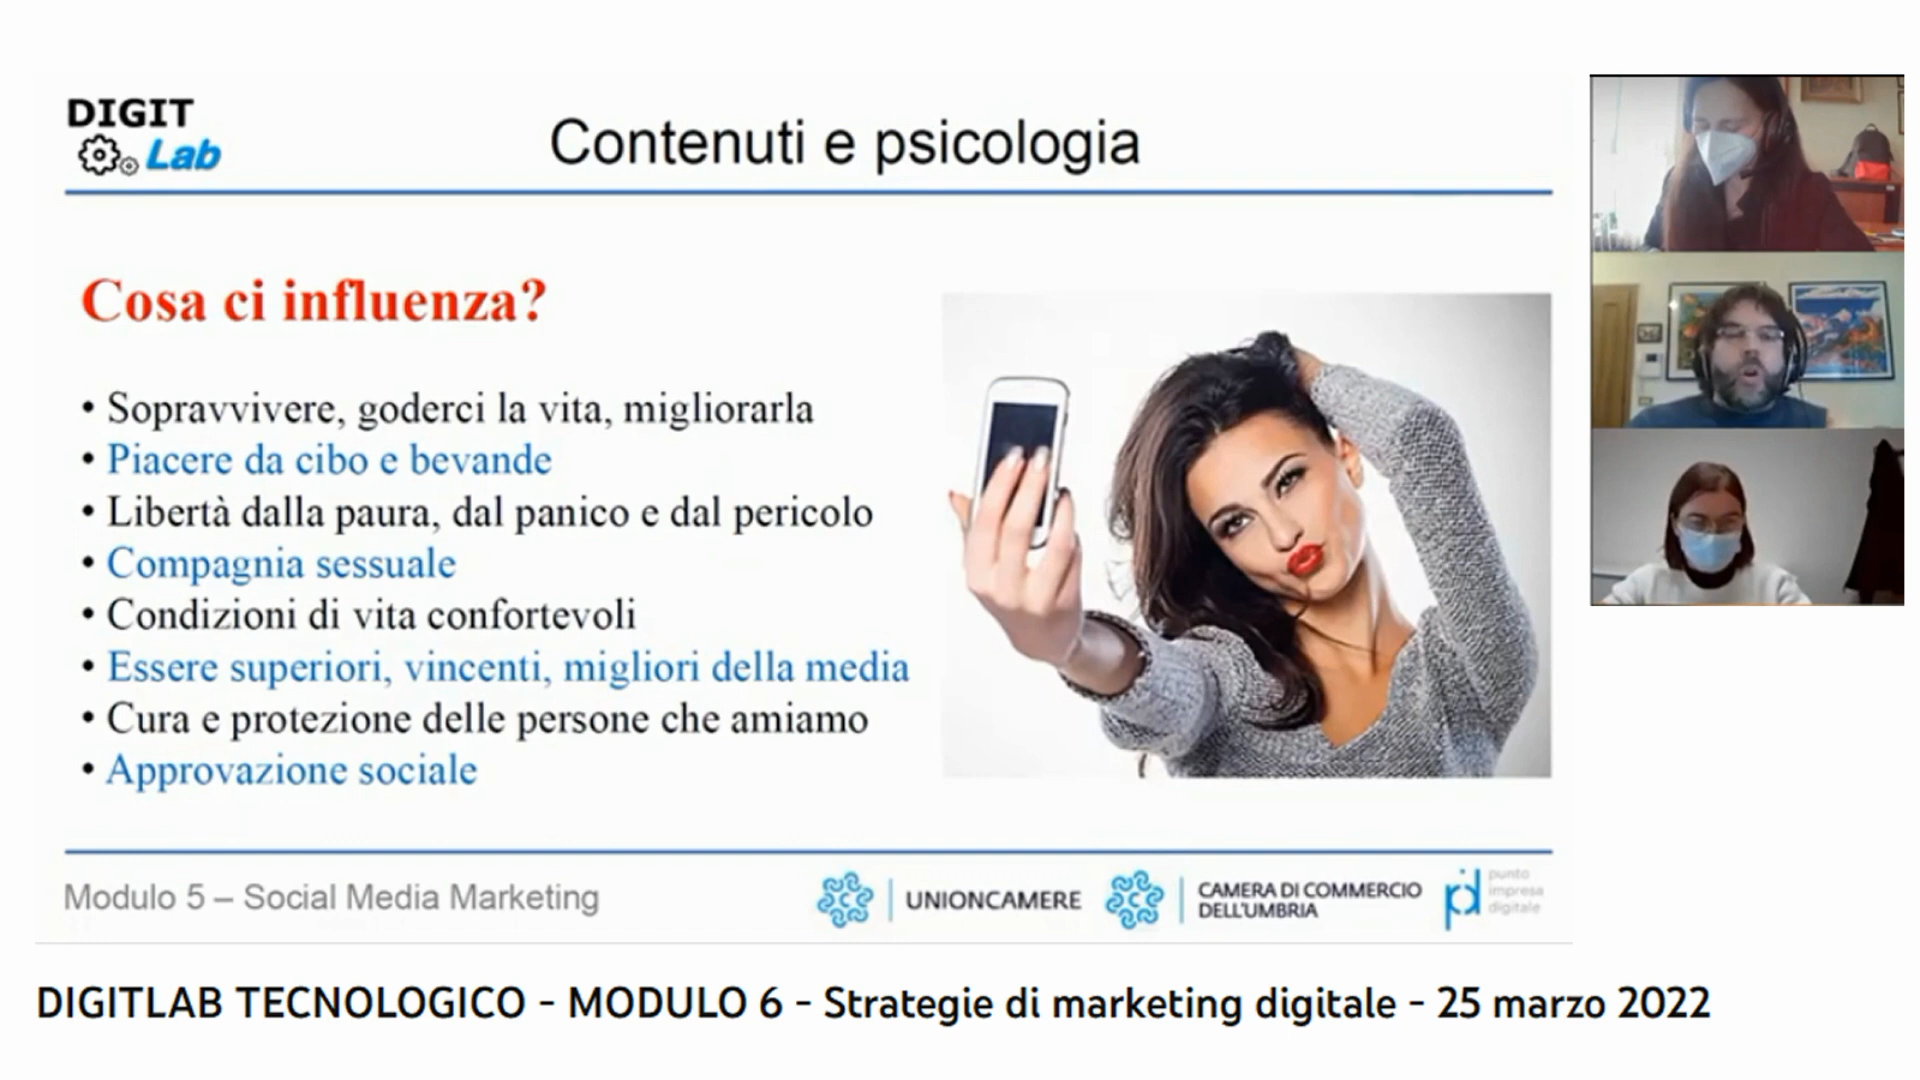 DIGIT
Lab
Contenuti e psicologia
Cosa ci influenza?
• Sopravvivere, goderci la vita, migliorarla
• Piacere da cibo e bevande
• Libertà dalla paura, dal panico e dal pericolo
• Compagnia sessuale
• Condizioni di vita confortevoli
• Essere superiori, vincenti, migliori della media
• Cura e protezione delle persone che amiamo
• Approvazione sociale
Modulo 5 – Social Media Marketing
UNIONCAMERE
CAMERA DI COMMERCIO
DELL'UMBRIA
pid
punto
impresa
digitale
DIGITLAB TECNOLOGICO - MODULO 6 - Strategie di marketing digitale - 25 marzo 2022